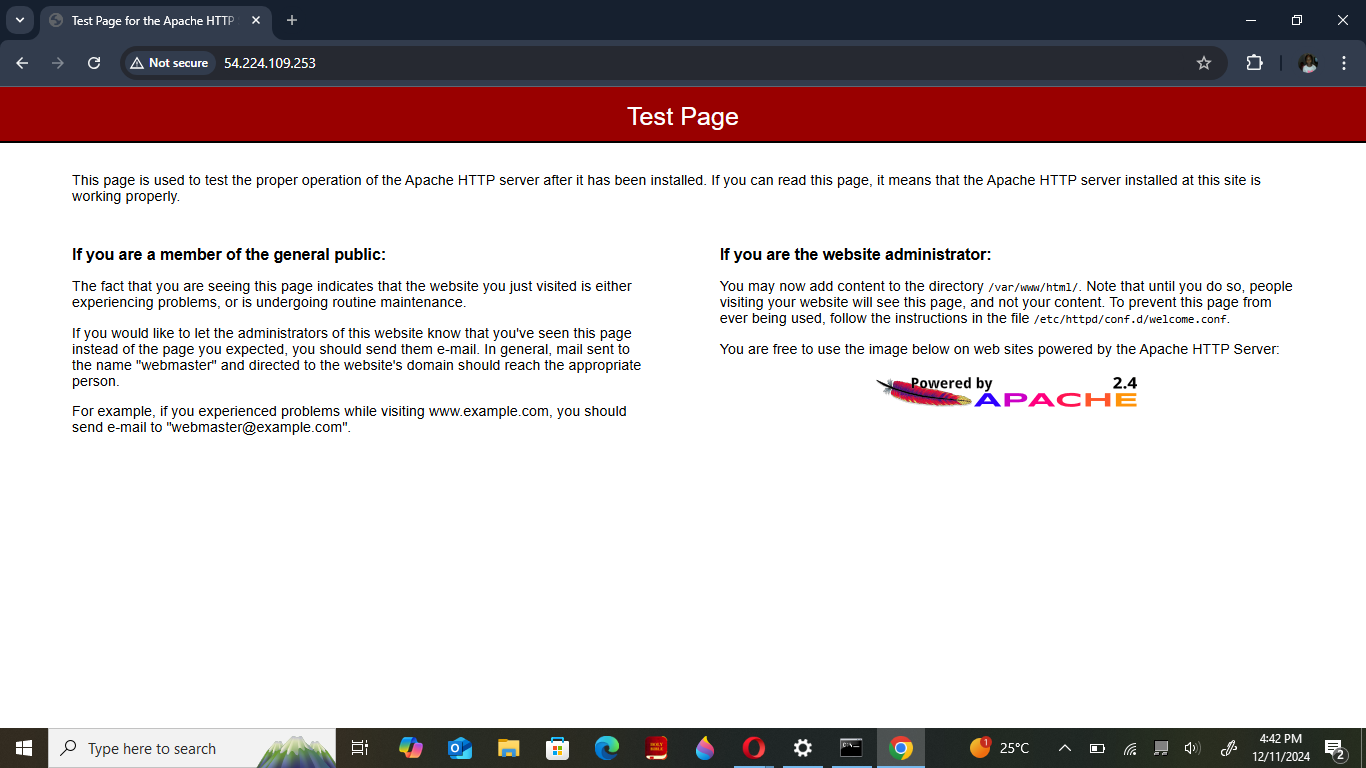 Test Page for the Apache HTTP
Not secure
54.224.109.253
Test Page
This page is used to test the proper operation of the Apache HTTP server after it has been installed. If you can read this page, it means that the Apache HTTP server installed at this site is
working properly.
If you are a member of the general public:
The fact that you are seeing this page indicates that the website you just visited is either
experiencing problems, or is undergoing routine maintenance.
If you would like to let the administrators of this website know that you've seen this page
instead of the page you expected, you should send them e-mail. In general, mail sent to
the name "webmaster" and directed to the website's domain should reach the appropriate
person.
For example, if you experienced problems while visiting www.example.com, you should
send e-mail to "webmaster@example.com".
If you are the website administrator:
You may now add content to the directory /var/www/html/. Note that until you do so, people
visiting your website will see this page, and not your content. To prevent this page from
ever being used, follow the instructions in the file /etc/httpd/conf.d/welcome.conf.
You are free to use the image below on web sites powered by the Apache HTTP Server:
Powered by 2.4
APACHE
Type here to search
HOLY BIBLE
1
25°C
4:42 PM
12/11/2024
2